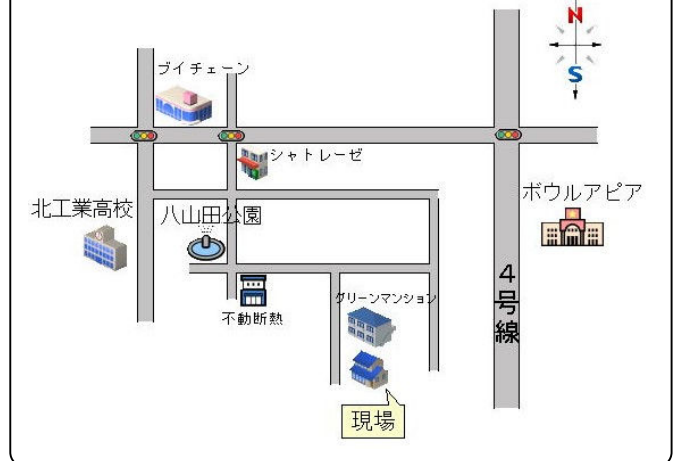 N
S
ブイチェーン
シャトレーゼ
北工業高校
八山田公園
ボウルアピア
4号線
不動断熱
グリーンマンション
現場